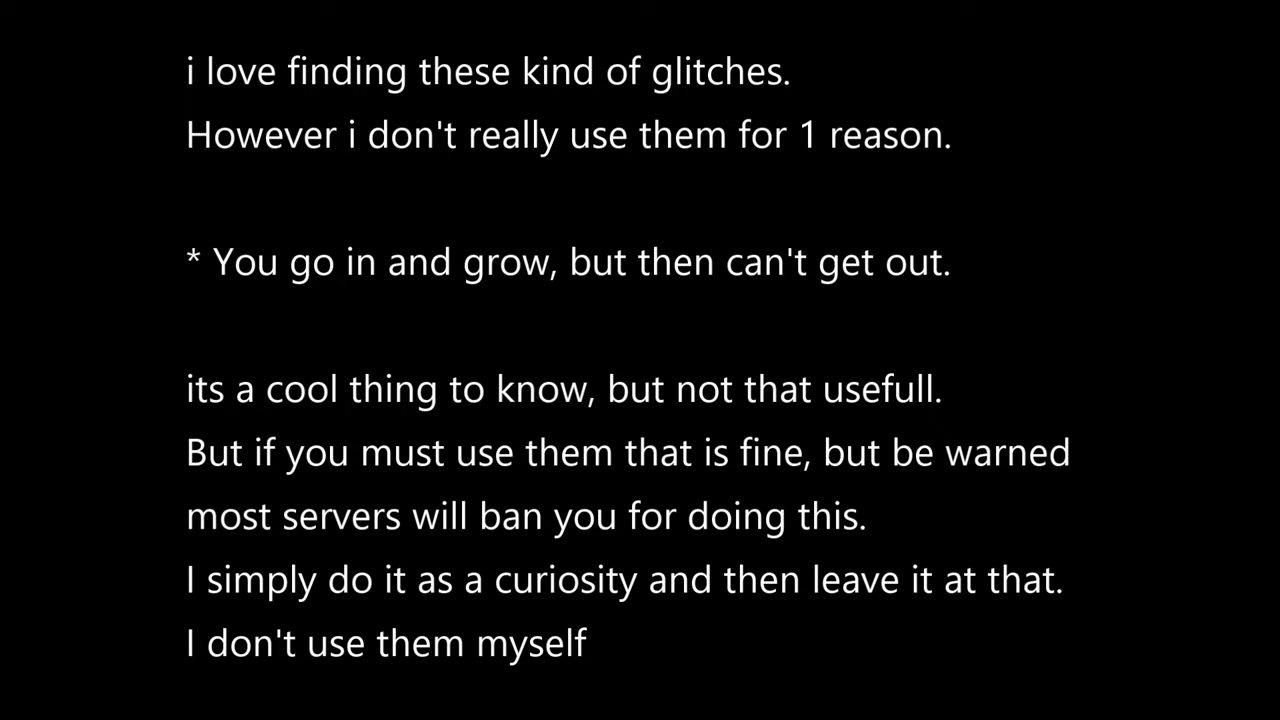 i love finding these kind of glitches.
However i don't really use them for 1 reason.
* You go in and grow, but then can't get out.
its a cool thing to know, but not that usefull.
But if you must use them that is fine, but be warned
most servers will ban you for doing this.
I simply do it as a curiosity and then leave it at that.
I don't use them myself